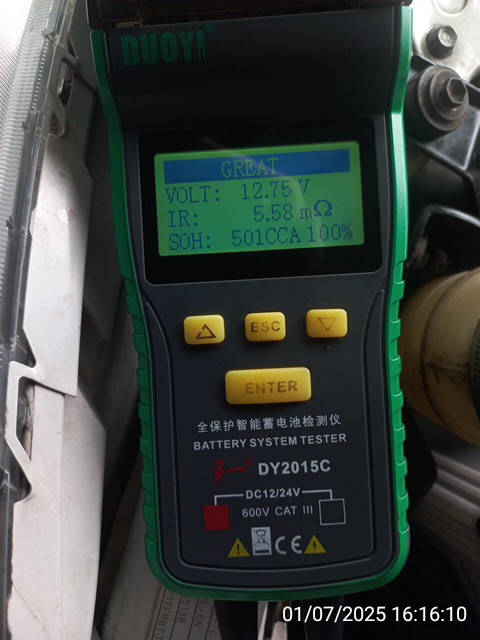 DUOYI
GREAT
VOLT: 12.75 V
IR: 5.58 mΩ
SOH: 501CCA 100%
ESC
ENTER
全保护智能蓄电池检测仪
BATTERY SYSTEM TESTER
DY2015C
DC12/24V
600V CAT III
CE
01/07/2025 16:16:10